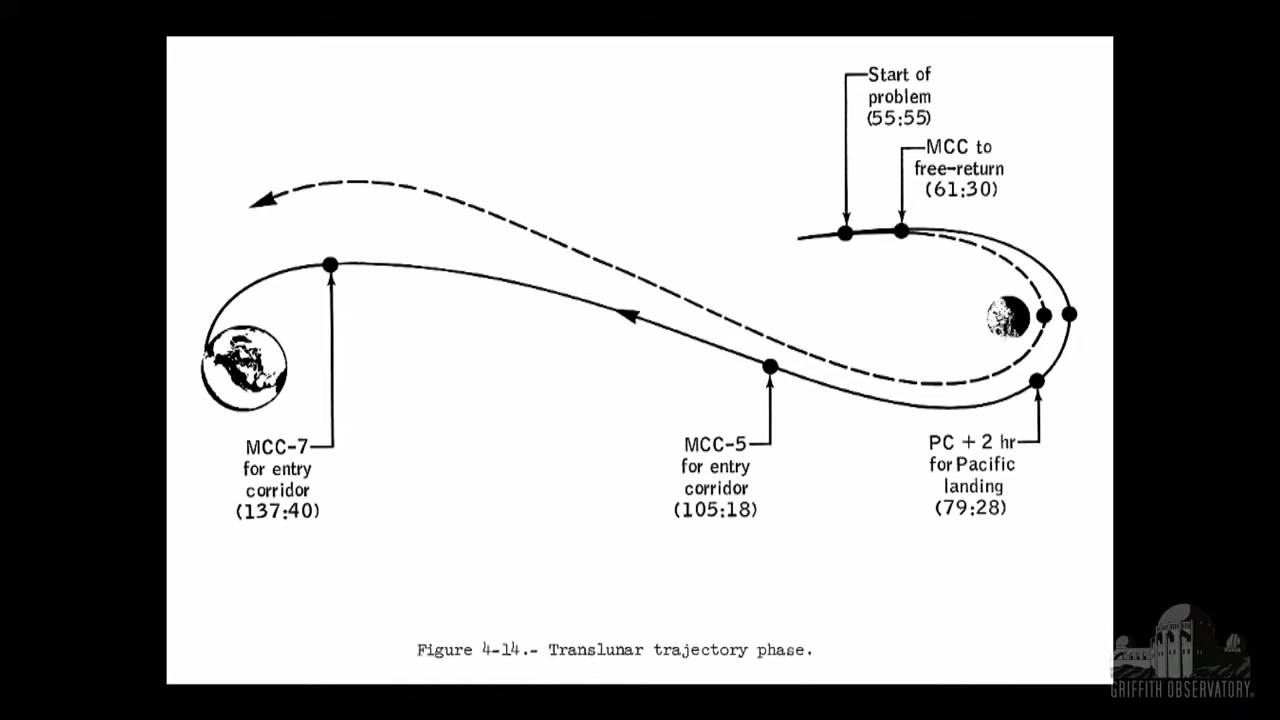 Start of
problem
(55:55)
MCC to
free-return
(61:30)
MCC-7
for entry
corridor
(137:40)
MCC-5
for entry
corridor
(105:18)
PC + 2 hr
for Pacific
landing
(79:28)
Figure 4-14.- Translunar trajectory phase.
GRIFFITH OBSERVATORY